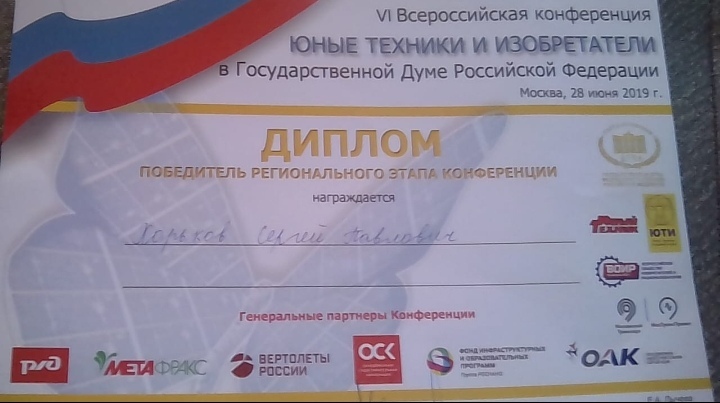 VI Всероссийская конференция
ЮНЫЕ ТЕХНИКИ И ИЗОБРЕТАТЕЛИ
в Государственной Думе Российской Федерации
Москва, 28 июня 2019 г.
ДИПЛОМ
ПОБЕДИТЕЛЬ РЕГИОНАЛЬНОГО ЭТАПА КОНФЕРЕНЦИИ
награждается
Хорьков Сергей Павлович
ЮТИ
ВОИР
Генеральные партнеры Конференции
РЖД
МЕТАФРАКС
ВЕРТОЛЕТЫ
РОССИИ
ОСК
ФОНД ИНФРАСТРУКТУРНЫХ
И ОБРАЗОВАТЕЛЬНЫХ
ПРОГРАММ
Группа РОСНАНО
ОАК